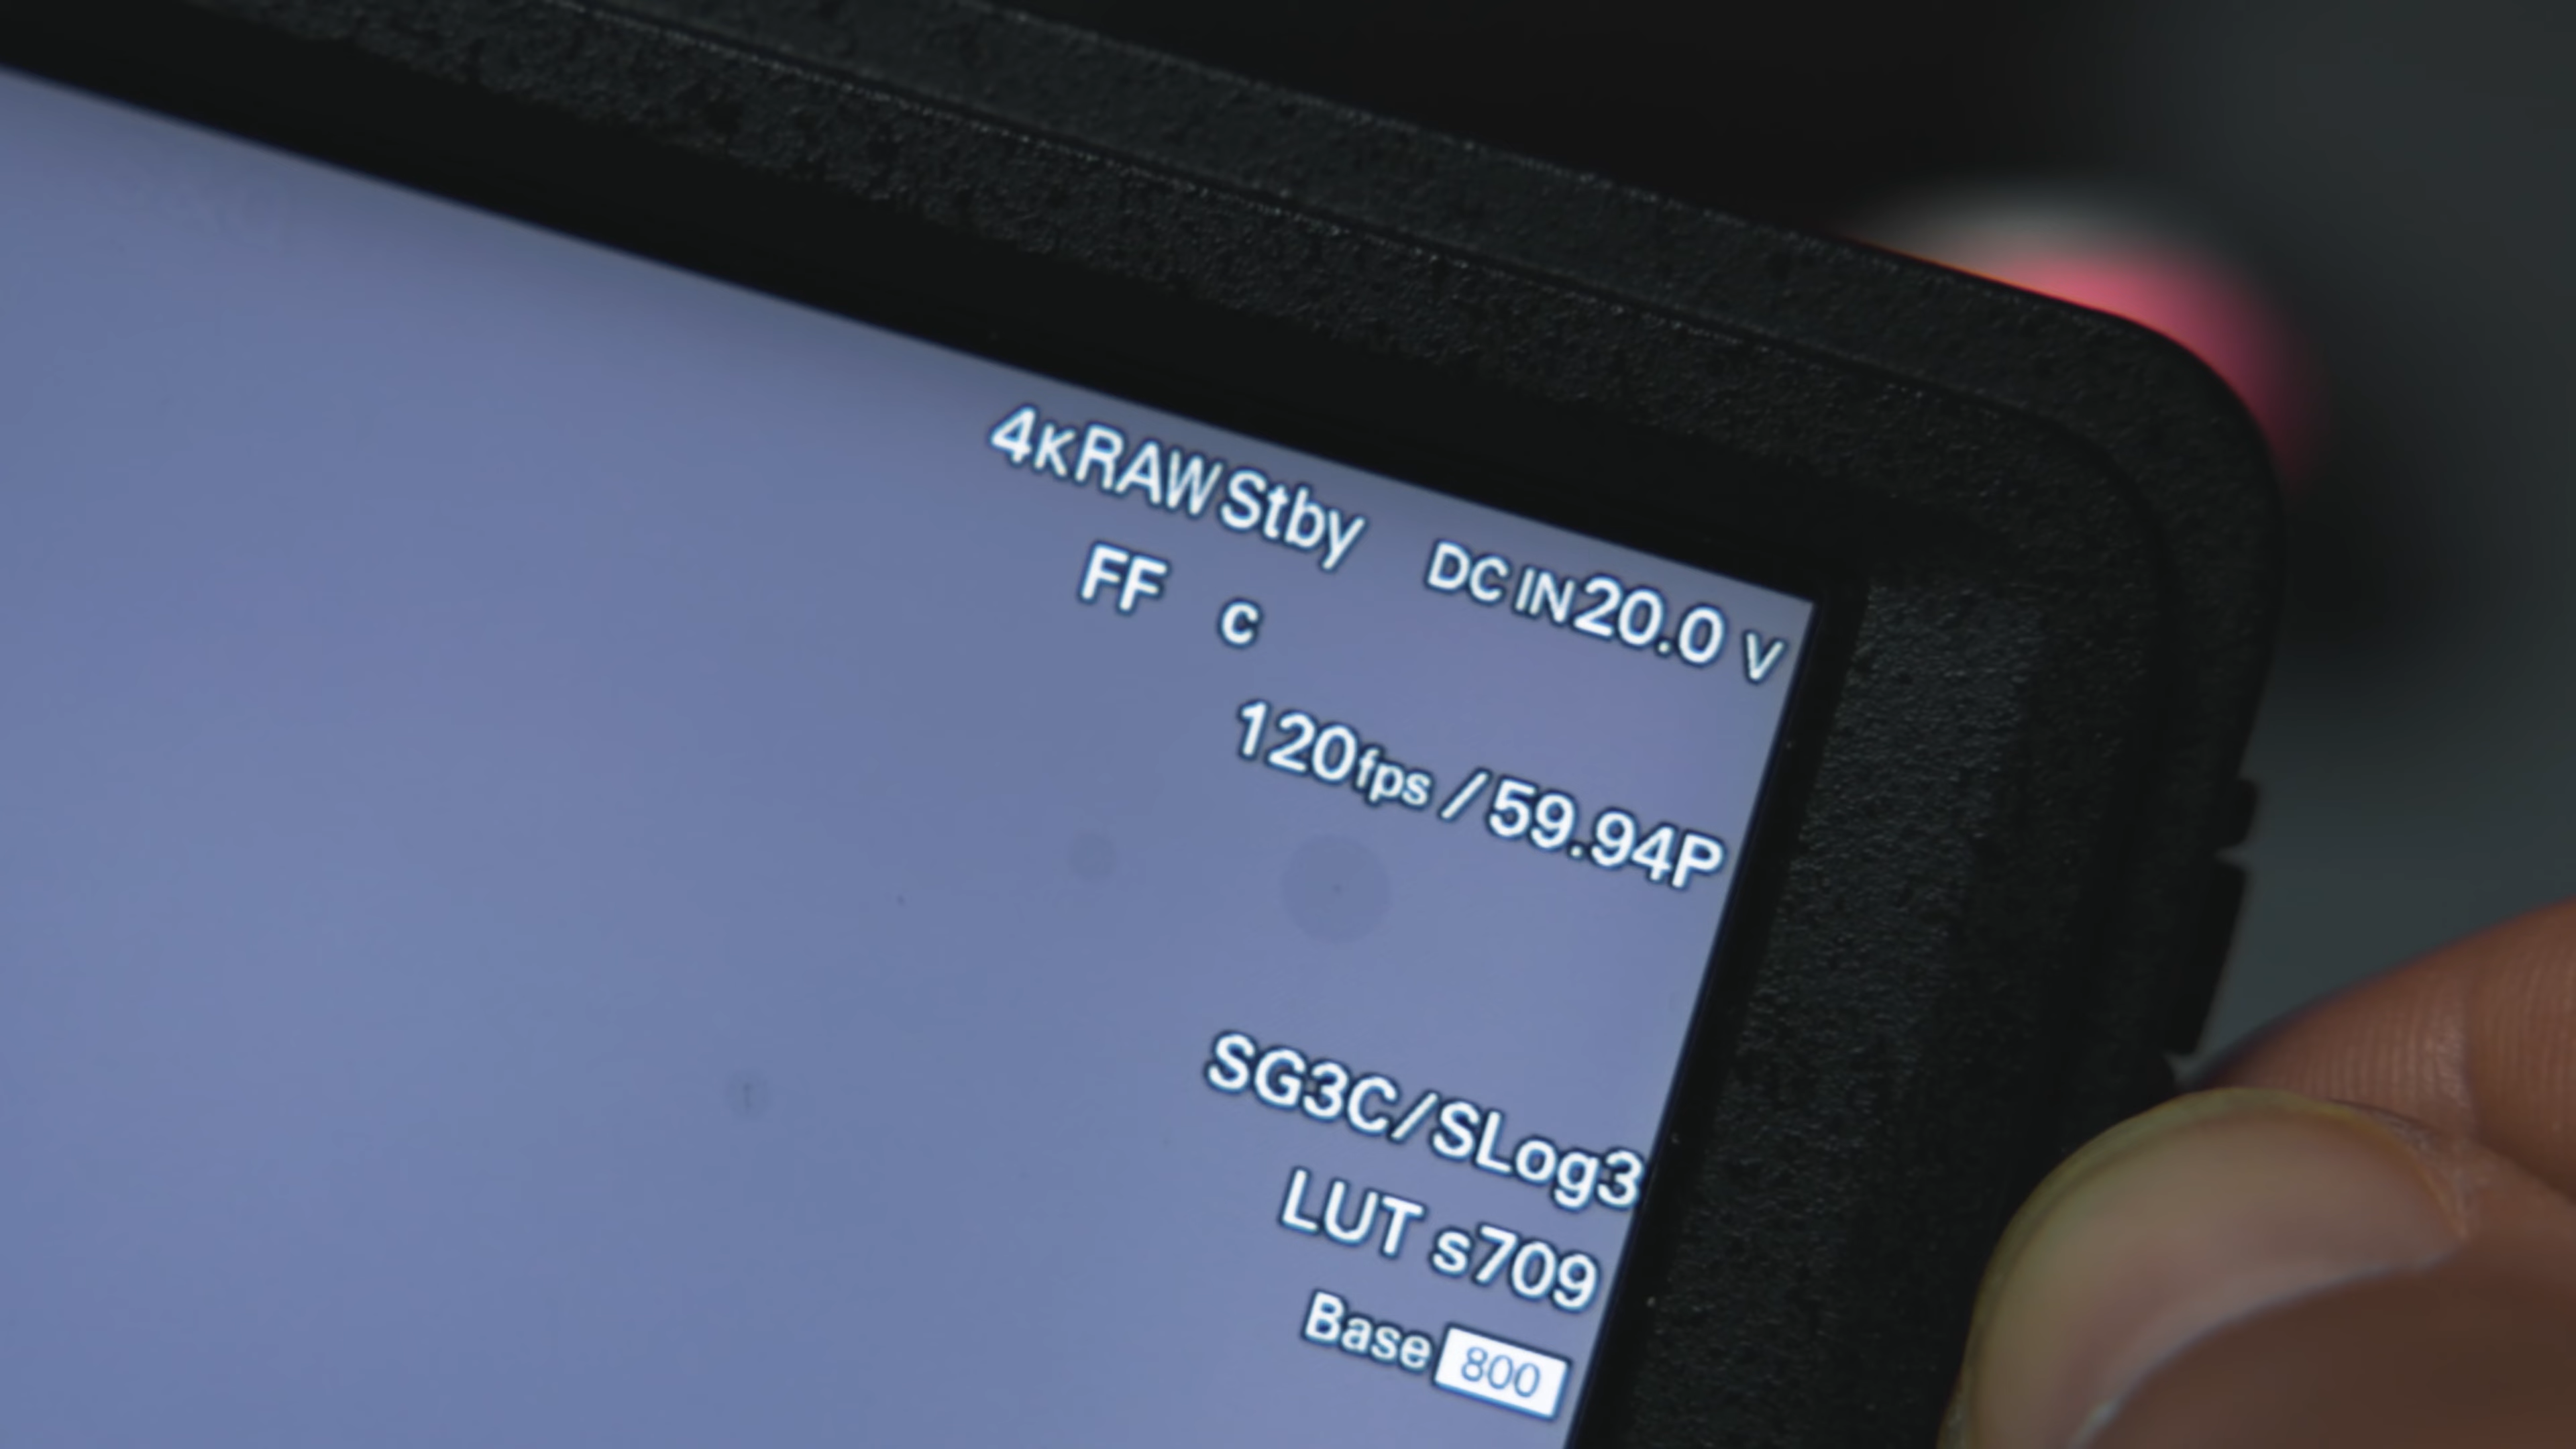 4K RAW Stby DC IN 20.0 V
FF c
120fps / 59.94P
SG3C/SLog3
LUT s709
Base 800